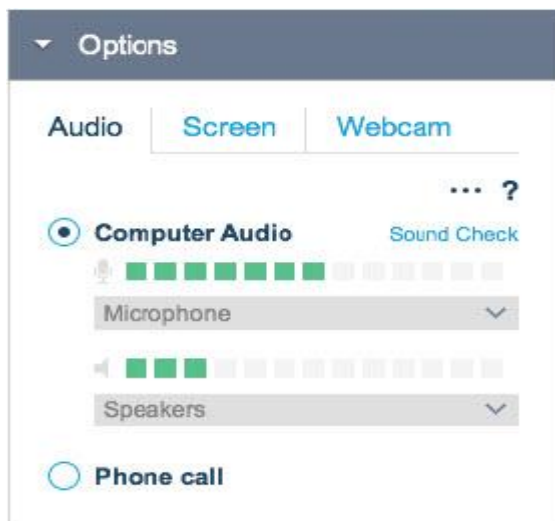 Options
Audio Screen Webcam
... ?
Computer Audio Sound Check
Microphone
Speakers
Phone call